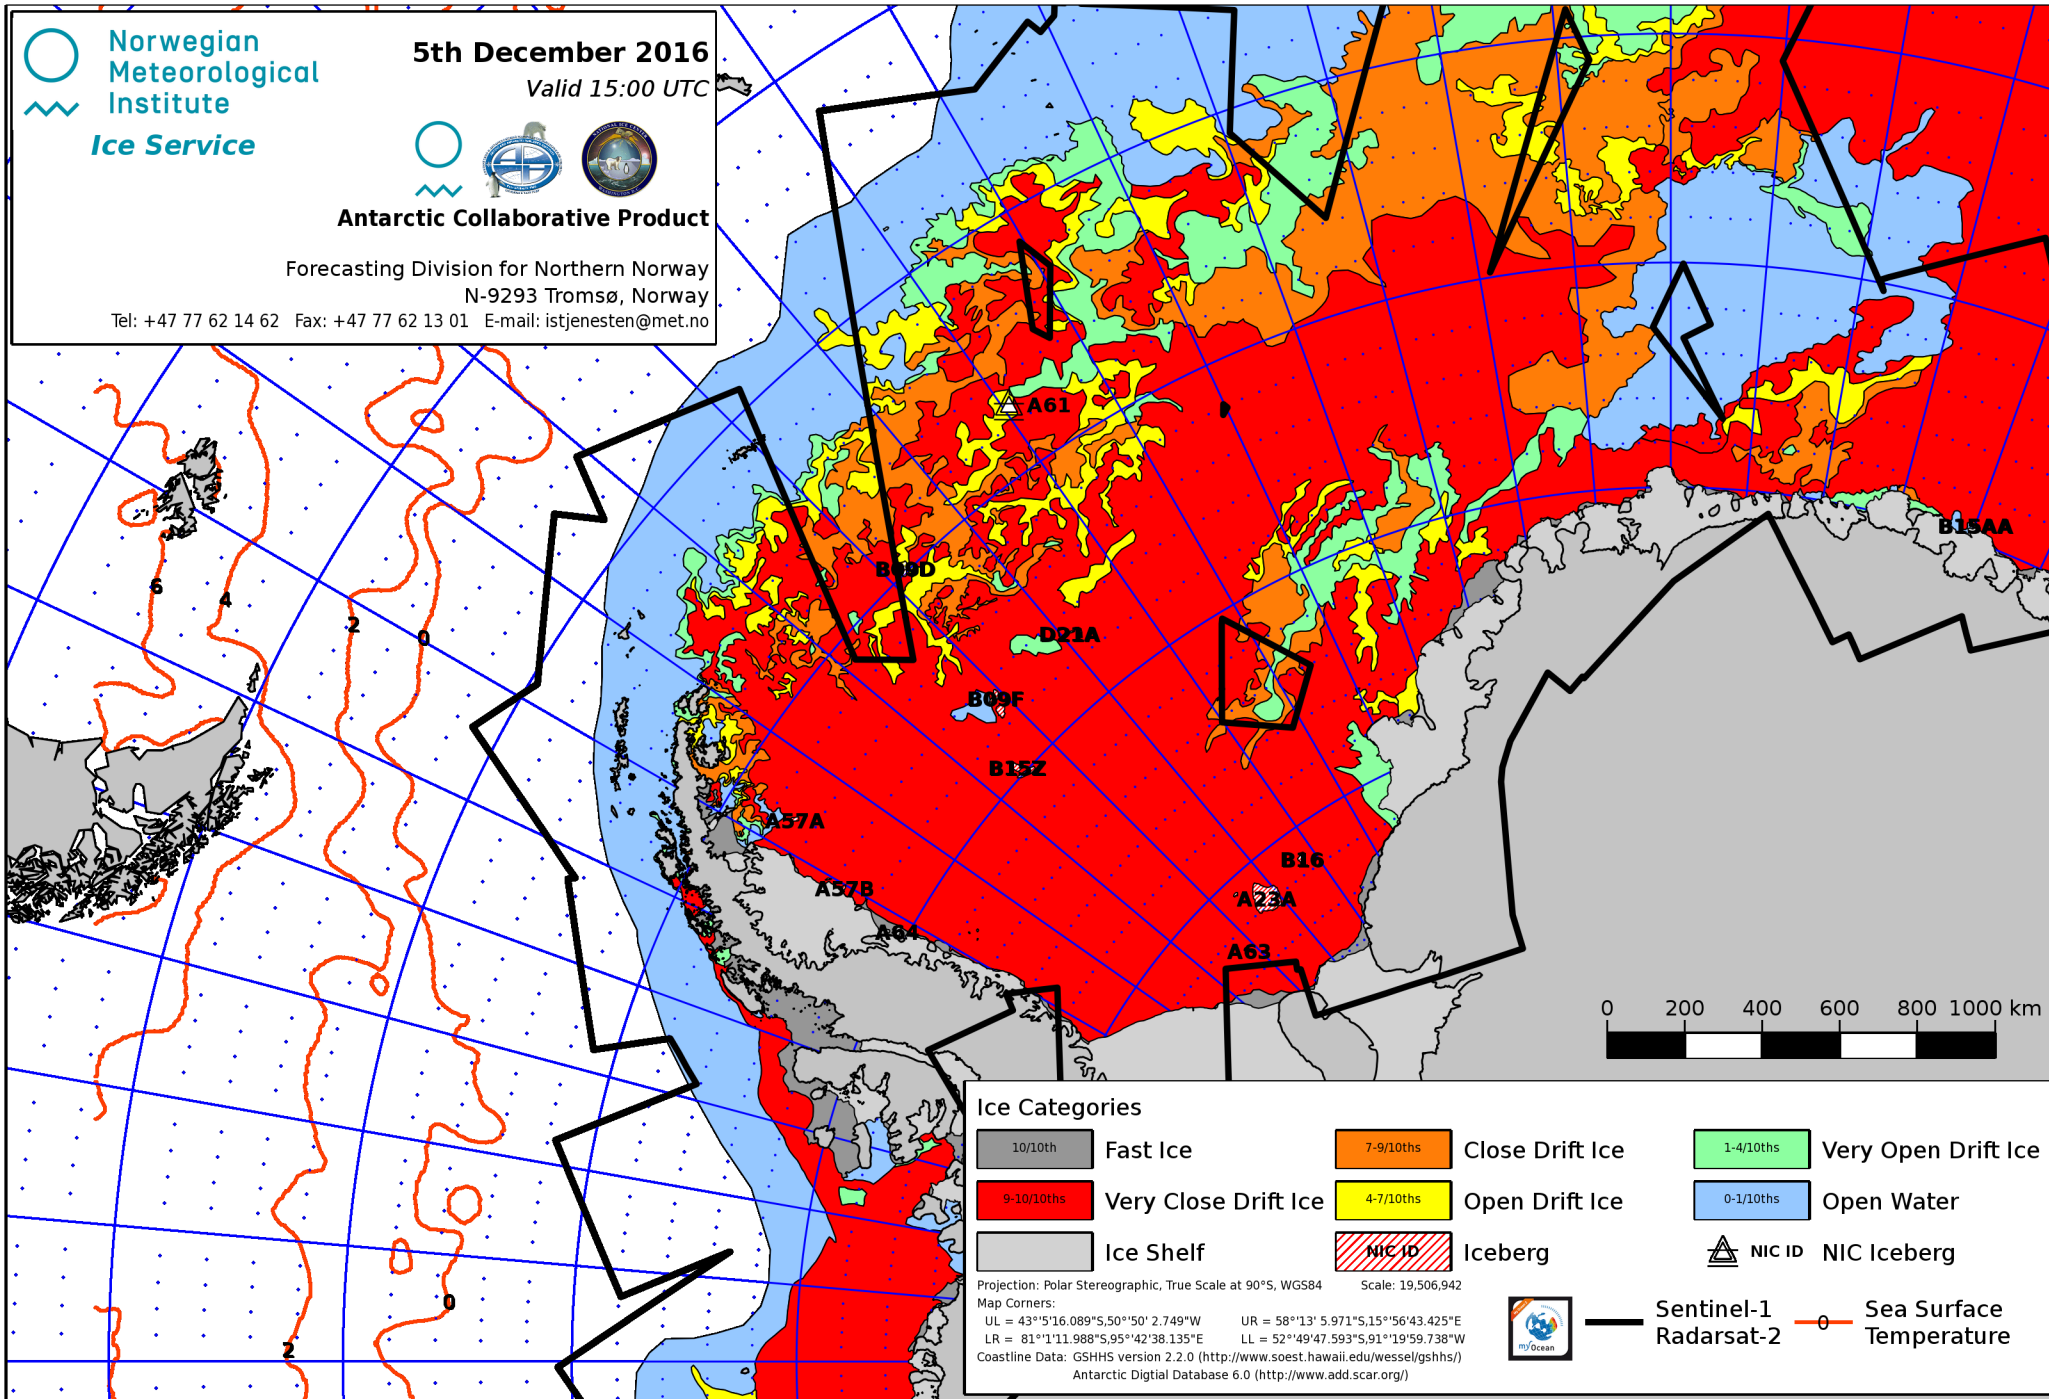 Norwegian
Meteorological
Institute
Ice Service
5th December 2016
Valid 15:00 UTC
Antarctic Collaborative Product
Forecasting Division for Northern Norway
N-9293 Tromsø, Norway
Tel: +47 77 62 14 62 Fax: +47 77 62 13 01 E-mail: istjenesten@met.no
A61
B15AA
6
4
2
0
D21A
B09F
B15Z
A57A
B16
A57B
A23A
A64
A63
0 200 400 600 800 1000 km
Ice Categories
10/10th Fast Ice
7-9/10ths Close Drift Ice
1-4/10ths Very Open Drift Ice
9-10/10ths Very Close Drift Ice
4-7/10ths Open Drift Ice
0-1/10ths Open Water
Ice Shelf
NIC ID Iceberg
NIC ID NIC Iceberg
Projection: Polar Stereographic, True Scale at 90°S, WGS84 Scale: 19,506,942
Map Corners:
UL = 43°'5'16.089"S,50°'50' 2.749"W UR = 58°'13' 5.971"S,15°'56'43.425"E
LR = 81°'1'11.988"S,95°'42'38.135"E LL = 52°'49'47.593"S,91°'19'59.738"W
Coastline Data: GSHHS version 2.2.0 (http://www.soest.hawaii.edu/wessel/gshhs/)
Antarctic Digtial Database 6.0 (http://www.add.scar.org/)
myOcean
Sentinel-1
Radarsat-2
0
Sea Surface
Temperature
0
2